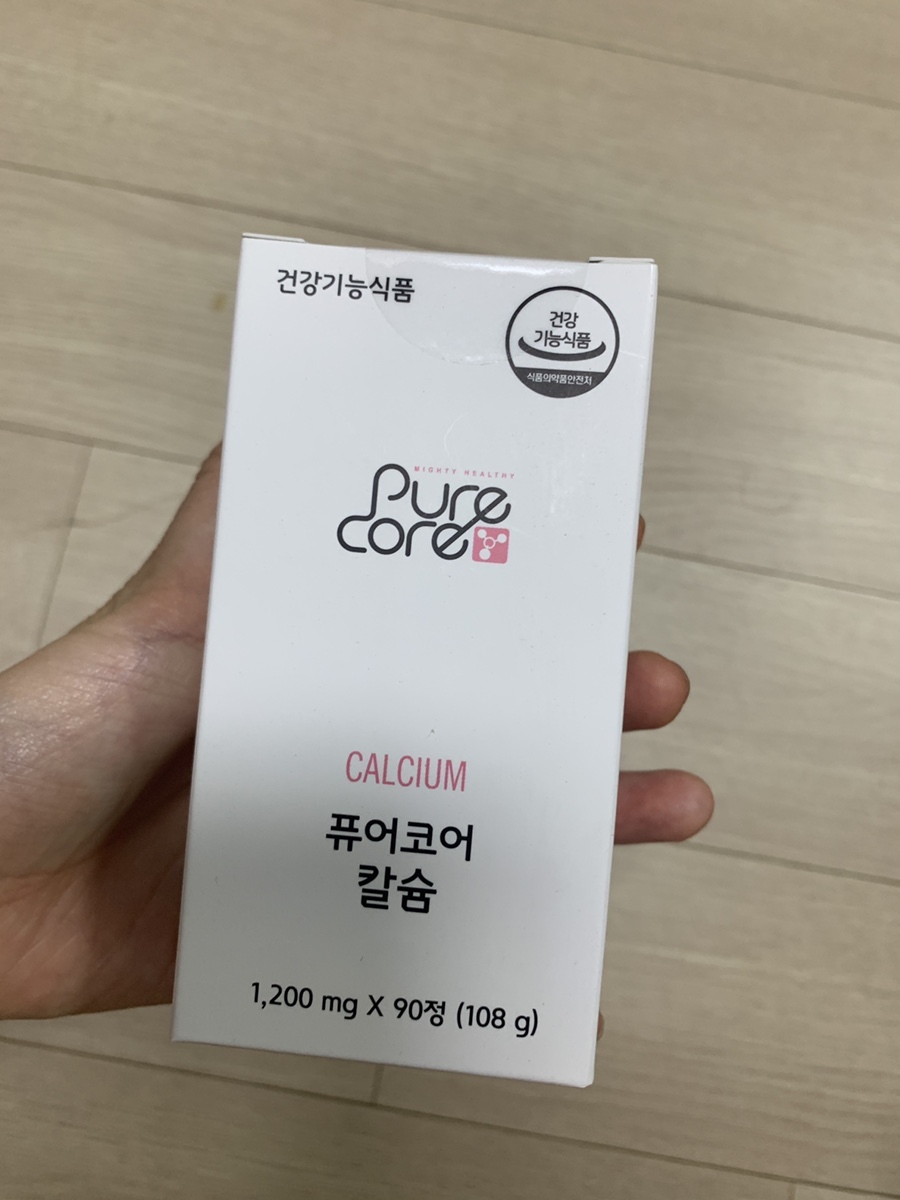 건강기능식품
건강
기능식품
식품의약품안전처
MIGHTY HEALTHY
Pure
core
CALCIUM
퓨어코어
칼슘
1,200 mg X 90정 (108 g)